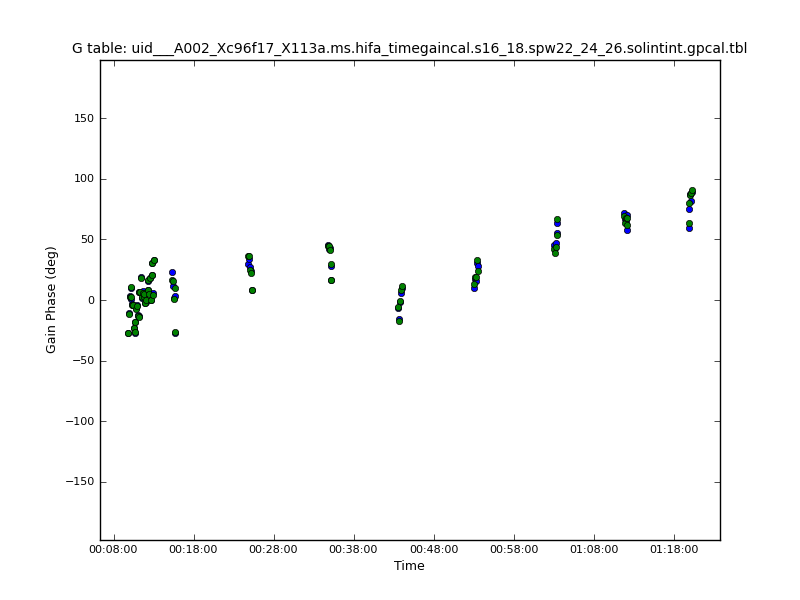 G table: uid___A002_Xc96f17_X113a.ms.hifa_timegaincal.s16_18.spw22_24_26.solintint.gpcal.tbl
150
100
50
0
−50
−100
−150
Gain Phase (deg)
00:08:00 00:18:00 00:28:00 00:38:00 00:48:00 00:58:00 01:08:00 01:18:00
Time